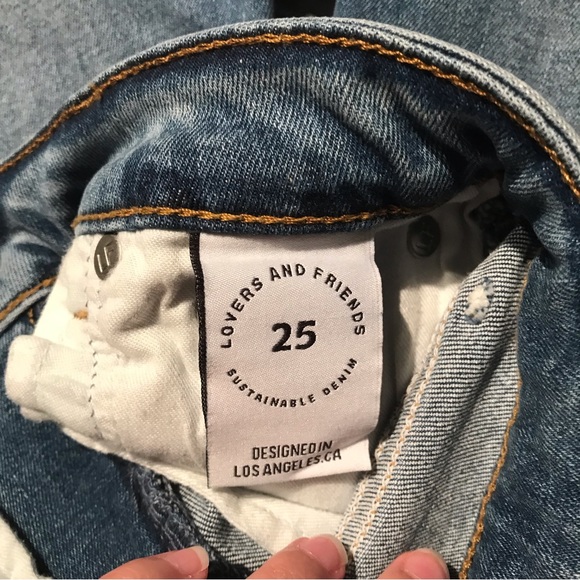 LOVERS AND FRIENDS
25
SUSTAINABLE DENIM
DESIGNED IN
LOS ANGELES, CA